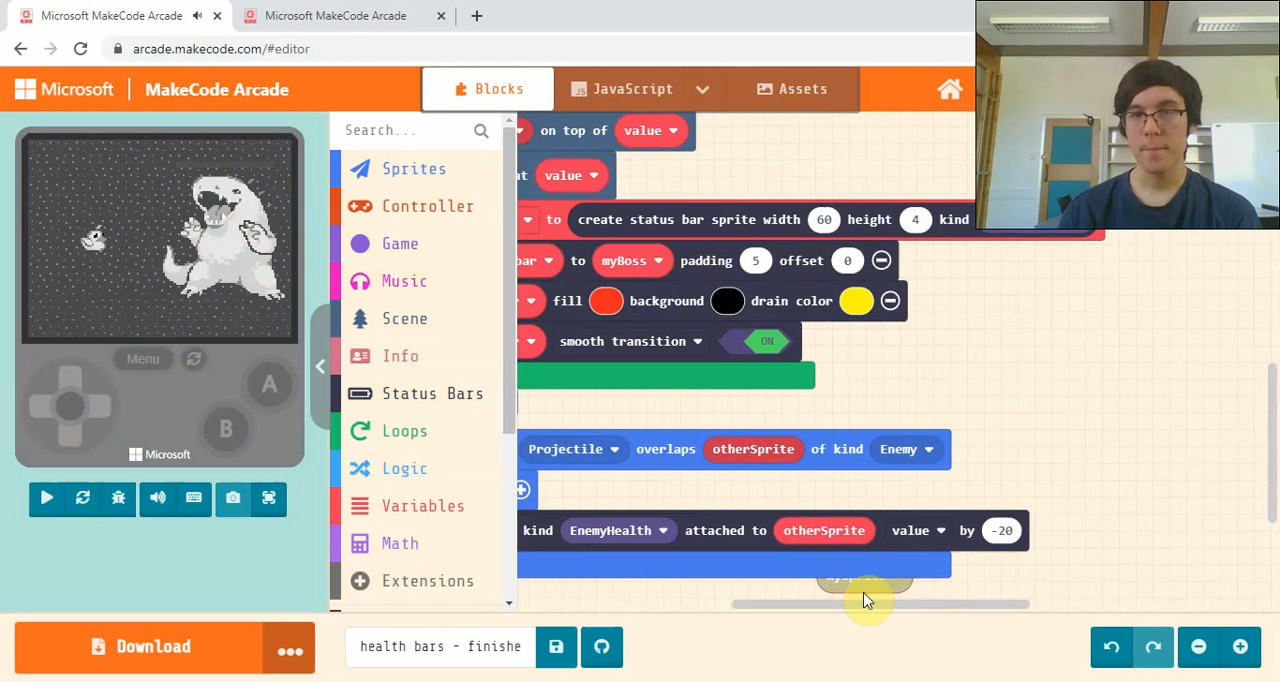 Microsoft MakeCode Arcade
Microsoft MakeCode Arcade
arcade.makecode.com/#editor
Microsoft
MakeCode Arcade
Blocks
JavaScript
Assets
Search...
Sprites
Controller
Game
Music
Scene
Info
Status Bars
Loops
Logic
Variables
Math
Extensions
on top of value
value
to create status bar sprite width 60 height 4 kind
to myBoss padding 5 offset 0
fill background drain color
smooth transition ON
Projectile overlaps otherSprite of kind Enemy
kind EnemyHealth attached to otherSprite value by -20
Menu
A
B
Microsoft
Download
health bars - finishe